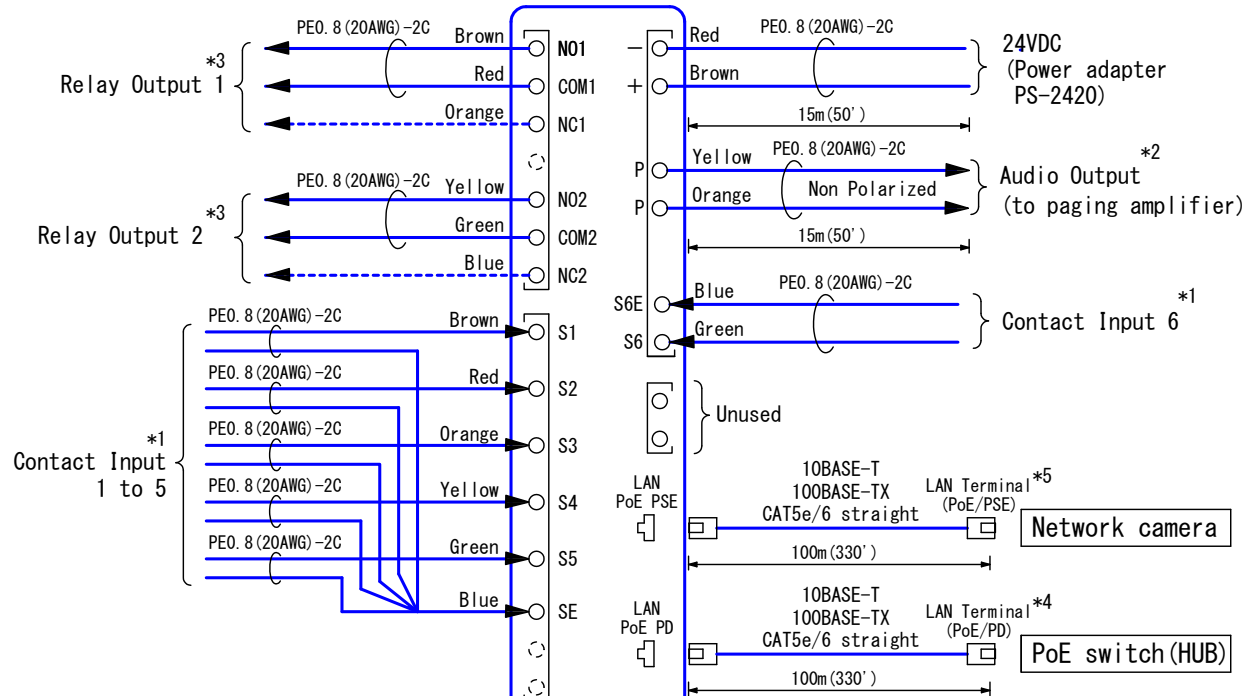 PE0.8(20AWG)-2C
Brown
NO1
Relay Output 1 *3
Red
COM1
Orange
NC1
PE0.8(20AWG)-2C
Yellow
NO2
Relay Output 2 *3
Green
COM2
Blue
NC2
PE0.8(20AWG)-2C
Brown
S1
PE0.8(20AWG)-2C
Red
S2
PE0.8(20AWG)-2C
Orange
S3
*1
Contact Input
1 to 5
PE0.8(20AWG)-2C
Yellow
S4
PE0.8(20AWG)-2C
Green
S5
Blue
SE
−
Red
PE0.8(20AWG)-2C
+
Brown
24VDC
(Power adapter
PS-2420)
15m(50')
P
Yellow
PE0.8(20AWG)-2C
P
Orange
Non Polarized
Audio Output *2
(to paging amplifier)
15m(50')
S6E
Blue
PE0.8(20AWG)-2C
S6
Green
Contact Input 6 *1
Unused
LAN
PoE PSE
10BASE-T
100BASE-TX
CAT5e/6 straight
LAN Terminal *5
(PoE/PSE)
Network camera
100m(330')
LAN
PoE PD
10BASE-T
100BASE-TX
CAT5e/6 straight
LAN Terminal *4
(PoE/PD)
PoE switch(HUB)
100m(330')